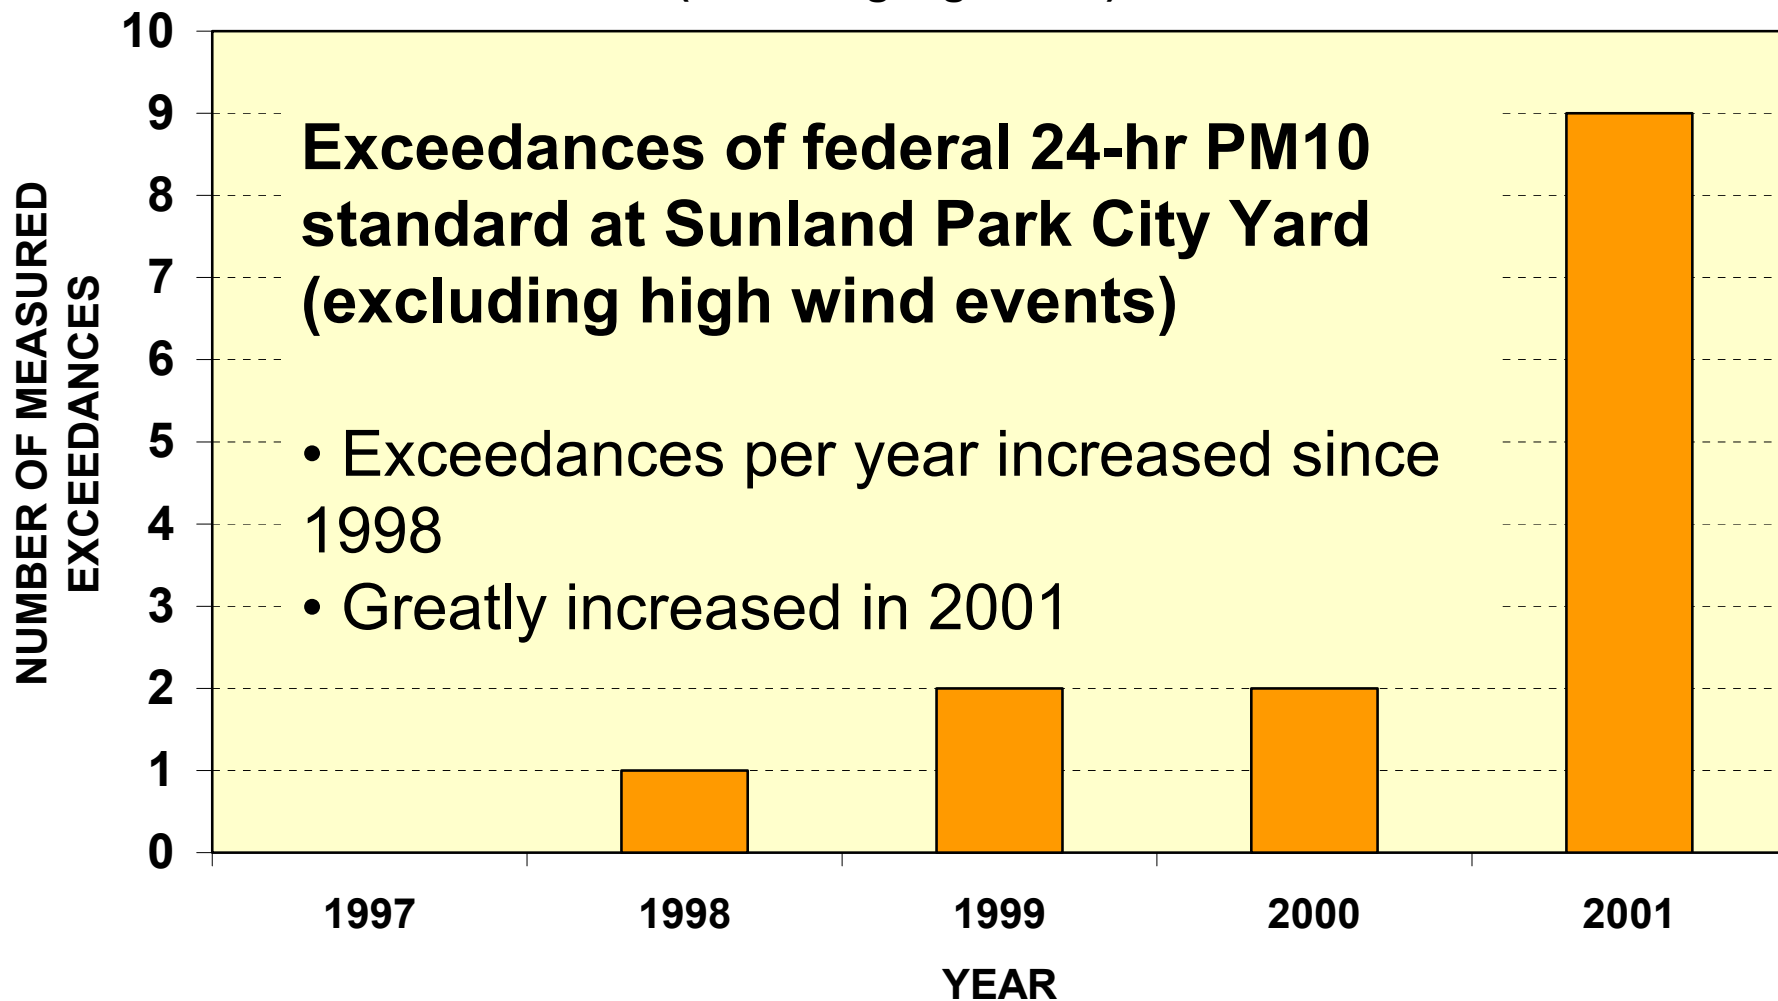 10
9
8
7
6
5
4
3
2
1
0
NUMBER OF MEASURED
EXCEEDANCES
Exceedances of federal 24-hr PM10
standard at Sunland Park City Yard
(excluding high wind events)
• Exceedances per year increased since
1998
• Greatly increased in 2001
1997 1998 1999 2000 2001
YEAR